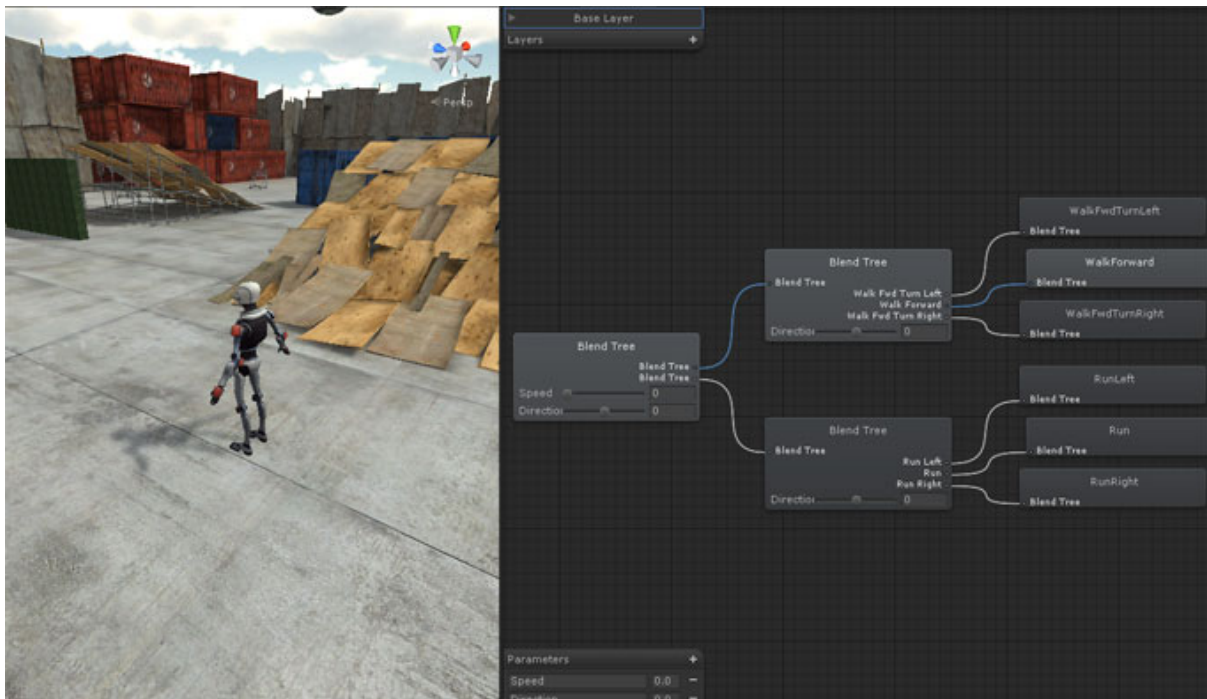 Base Layer
Layers
Persp
WalkFwdTurnLeft
Blend Tree
Blend Tree
Blend Tree
Walk Fwd Turn Left
Walk Forward
Walk Fwd Turn Right
Direction 0
WalkForward
Blend Tree
WalkFwdTurnRight
Blend Tree
Blend Tree
Blend Tree
Blend Tree
Speed 0
Direction 0
Blend Tree
Blend Tree
Run Left
Run
Run Right
Direction 0
RunLeft
Blend Tree
Run
Blend Tree
RunRight
Blend Tree
Parameters
Speed 0.0
Direction 0.0